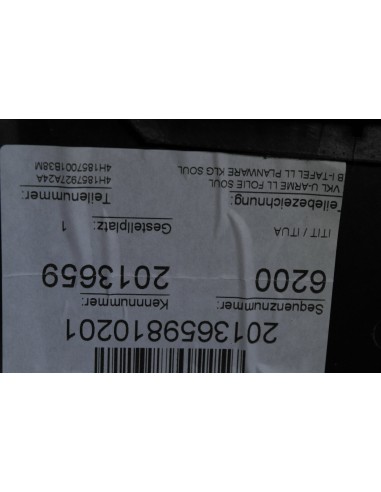 2013659810201
Sequenznummer: Kennnummer:
6200 2013659
ITIT / ITUA Gestellplatz: 1
Teilebezeichnung: Teilenummer:
VKL U-ARME LL FOLIE SOUL 4H1857927A24A
B I-TAFEL LL PLANWARE KLG SOUL 4H1857001B38M